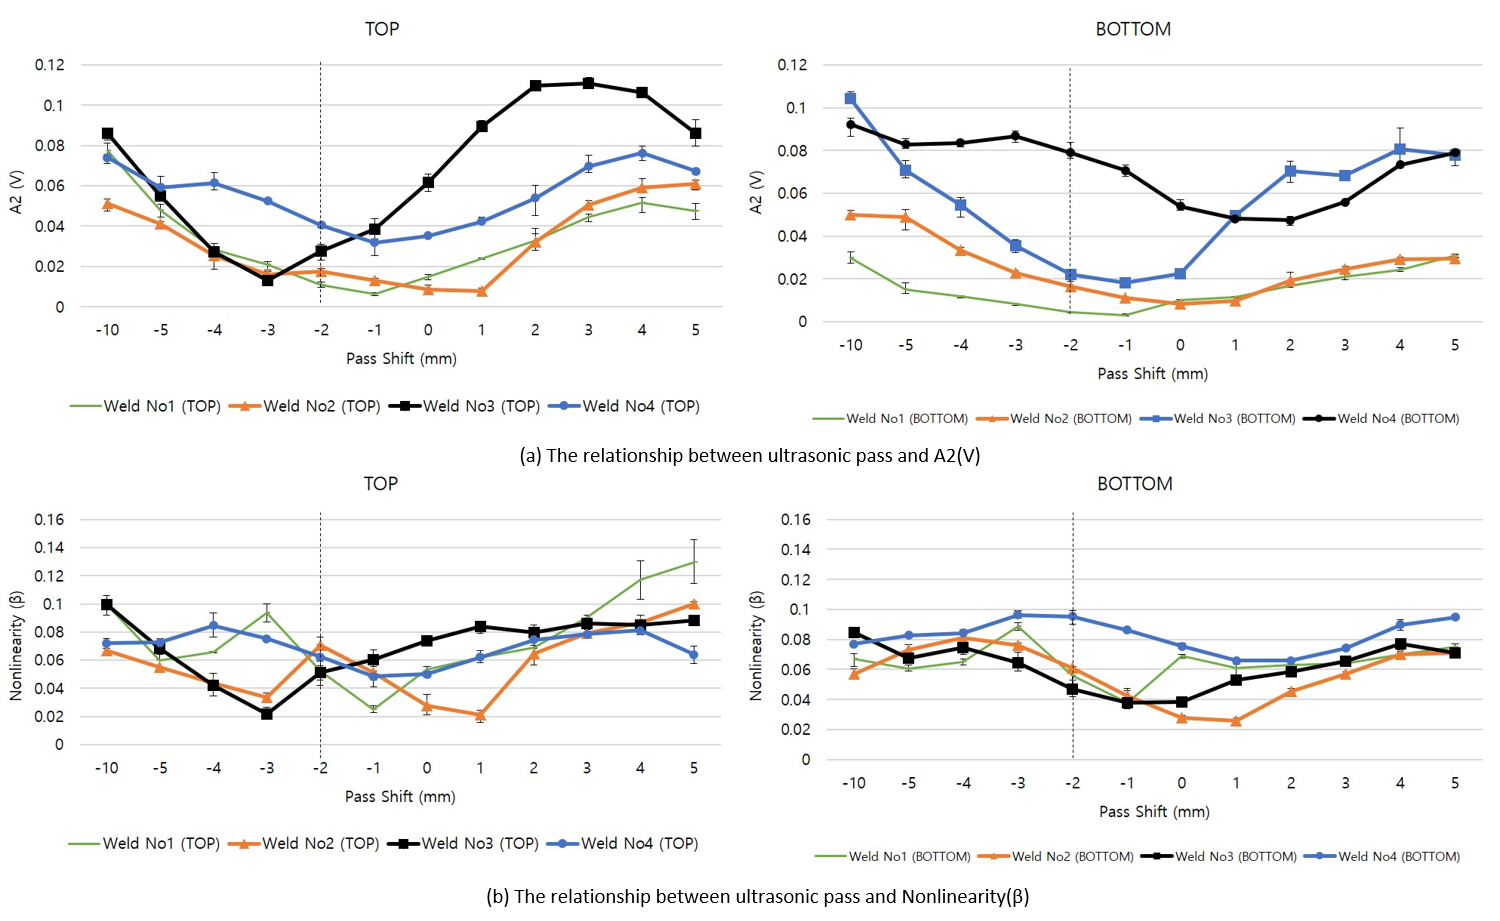 TOP
0.12
0.1
0.08
0.06
0.04
0.02
0
A2 (V)
-10 -5 -4 -3 -2 -1 0 1 2 3 4 5
Pass Shift (mm)
Weld No1 (TOP) Weld No2 (TOP) Weld No3 (TOP) Weld No4 (TOP)
BOTTOM
0.12
0.1
0.08
0.06
0.04
0.02
0
A2 (V)
-10 -5 -4 -3 -2 -1 0 1 2 3 4 5
Pass Shift (mm)
Weld No1 (BOTTOM) Weld No2 (BOTTOM) Weld No3 (BOTTOM) Weld No4 (BOTTOM)
(a) The relationship between ultrasonic pass and A2(V)
TOP
0.16
0.14
0.12
0.1
0.08
0.06
0.04
0.02
0
Nonlinearity (β)
-10 -5 -4 -3 -2 -1 0 1 2 3 4 5
Pass Shift (mm)
Weld No1 (TOP) Weld No2 (TOP) Weld No3 (TOP) Weld No4 (TOP)
BOTTOM
0.16
0.14
0.12
0.1
0.08
0.06
0.04
0.02
0
Nonlinearity (β)
-10 -5 -4 -3 -2 -1 0 1 2 3 4 5
Pass Shift (mm)
Weld No1 (BOTTOM) Weld No2 (BOTTOM) Weld No3 (BOTTOM) Weld No4 (BOTTOM)
(b) The relationship between ultrasonic pass and Nonlinearity(β)